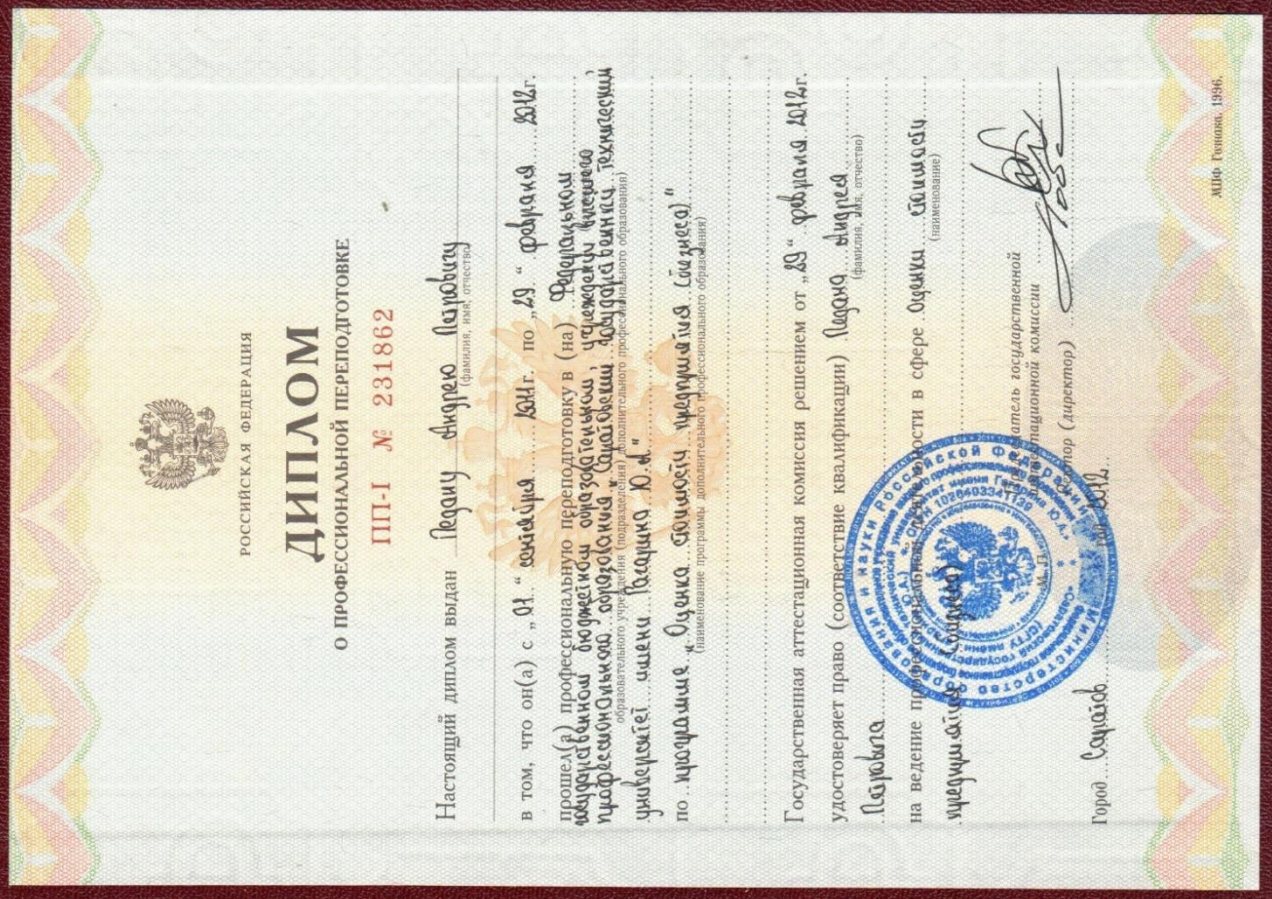 РОССИЙСКАЯ ФЕДЕРАЦИЯ
ДИПЛОМ
О ПРОФЕССИОНАЛЬНОЙ ПЕРЕПОДГОТОВКЕ
ПП-I № 231862
Настоящий диплом выдан Педану Андрею Петровичу
(фамилия, имя, отчество)
в том, что он(а) с „01“ сентября 2011г. по „29“ февраля 2012г.
прошел(а) профессиональную переподготовку в (на) Федеральном
государственном бюджетном образовательном учреждении высшего
профессионального образования „Саратовский государственный технический
образовательного учреждения (подразделения) дополнительного профессионального образования)
университет имени Гагарина Ю.А."
по программе „Оценка стоимости предприятия (бизнеса)"
(наименование программы дополнительного профессионального образования)
Государственная аттестационная комиссия решением от „29“ февраля 2012г.
удостоверяет право (соответствие квалификации) Педана Андрея
(фамилия, имя, отчество)
Петровича
на ведение профессиональной деятельности в сфере оценки стоимости
(наименование)
предприятия (бизнеса)
государственной
комиссии
М. П.
(директор)
Город Саратов год 2012
МПФ Гознака. 1996.